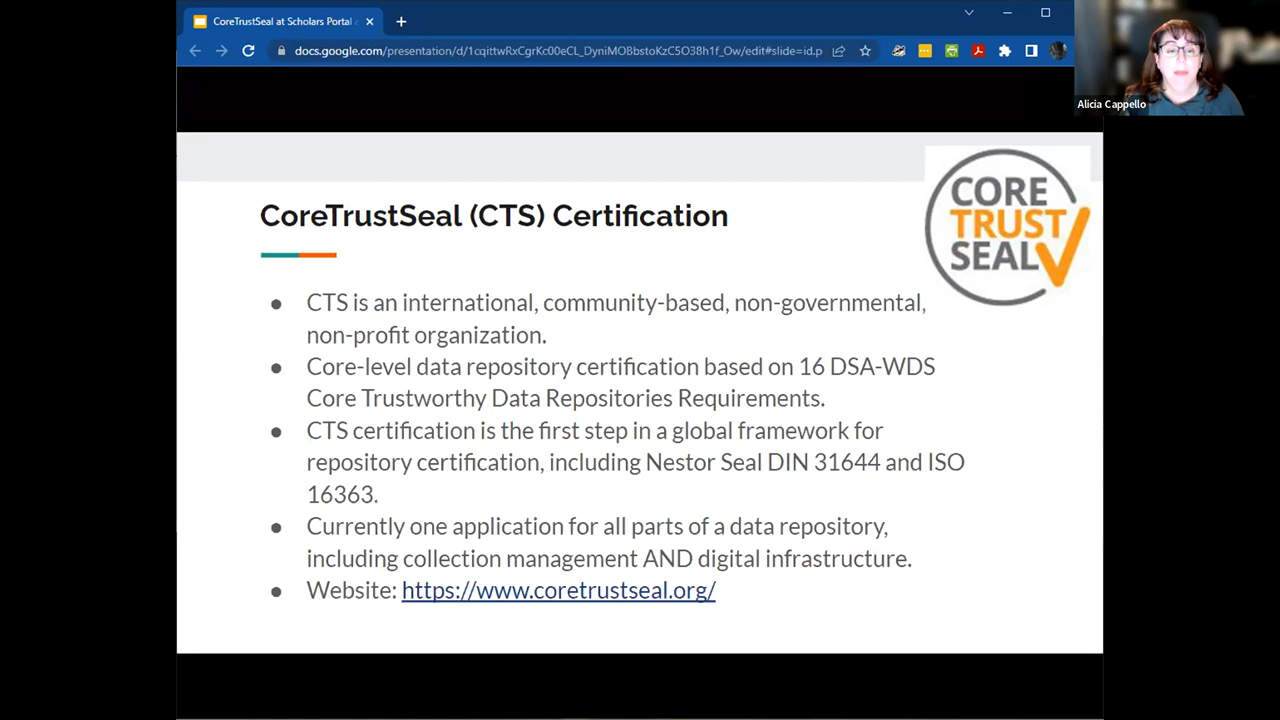 CoreTrustSeal at Scholars Portal
docs.google.com/presentation/d/1cqittwRxCgrKc00eCL_DyniMOBbstoKzC5O38h1f_Ow/edit#slide=id.p
Alicia Cappello
CORE
TRUST
SEAL
CoreTrustSeal (CTS) Certification
● CTS is an international, community-based, non-governmental,
non-profit organization.
● Core-level data repository certification based on 16 DSA-WDS
Core Trustworthy Data Repositories Requirements.
● CTS certification is the first step in a global framework for
repository certification, including Nestor Seal DIN 31644 and ISO
16363.
● Currently one application for all parts of a data repository,
including collection management AND digital infrastructure.
● Website: https://www.coretrustseal.org/